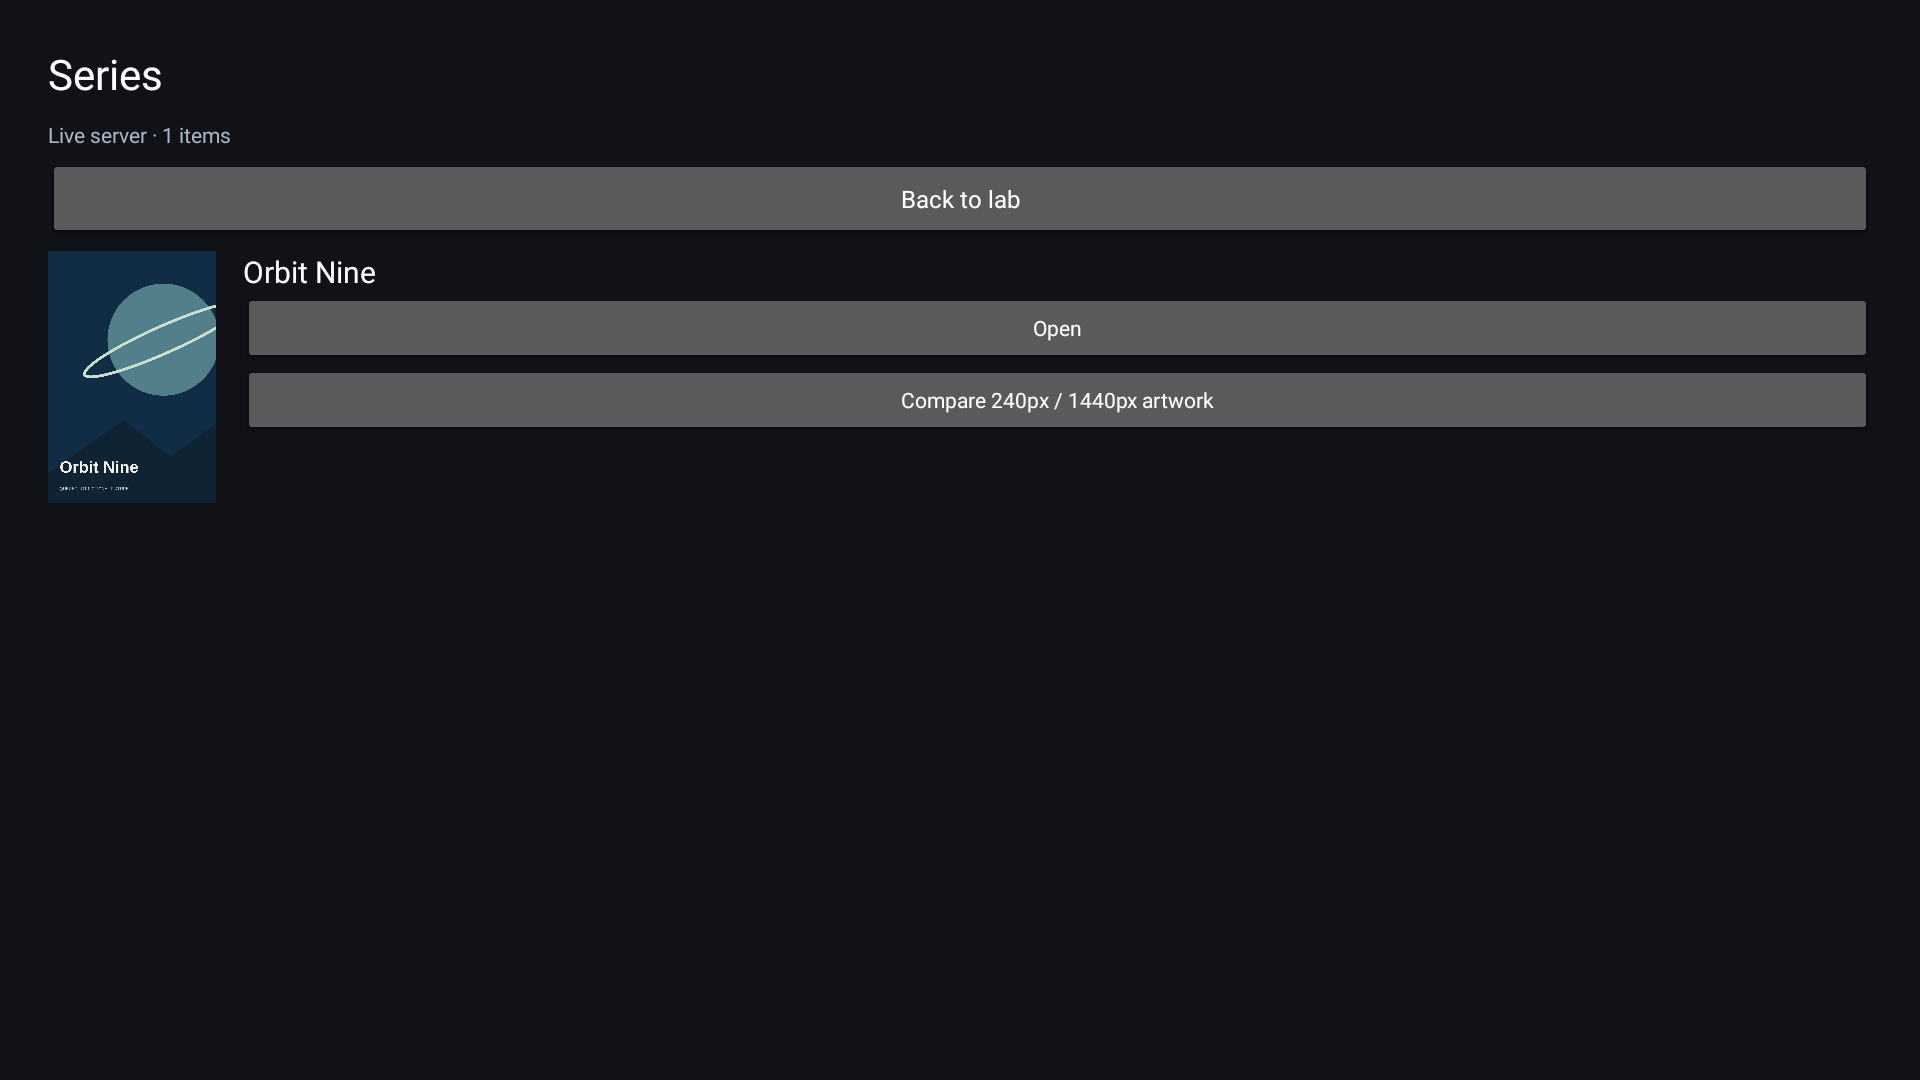 Series
Live server · 1 items
Back to lab
Orbit Nine
Open
Compare 240px / 1440px artwork
Orbit Nine